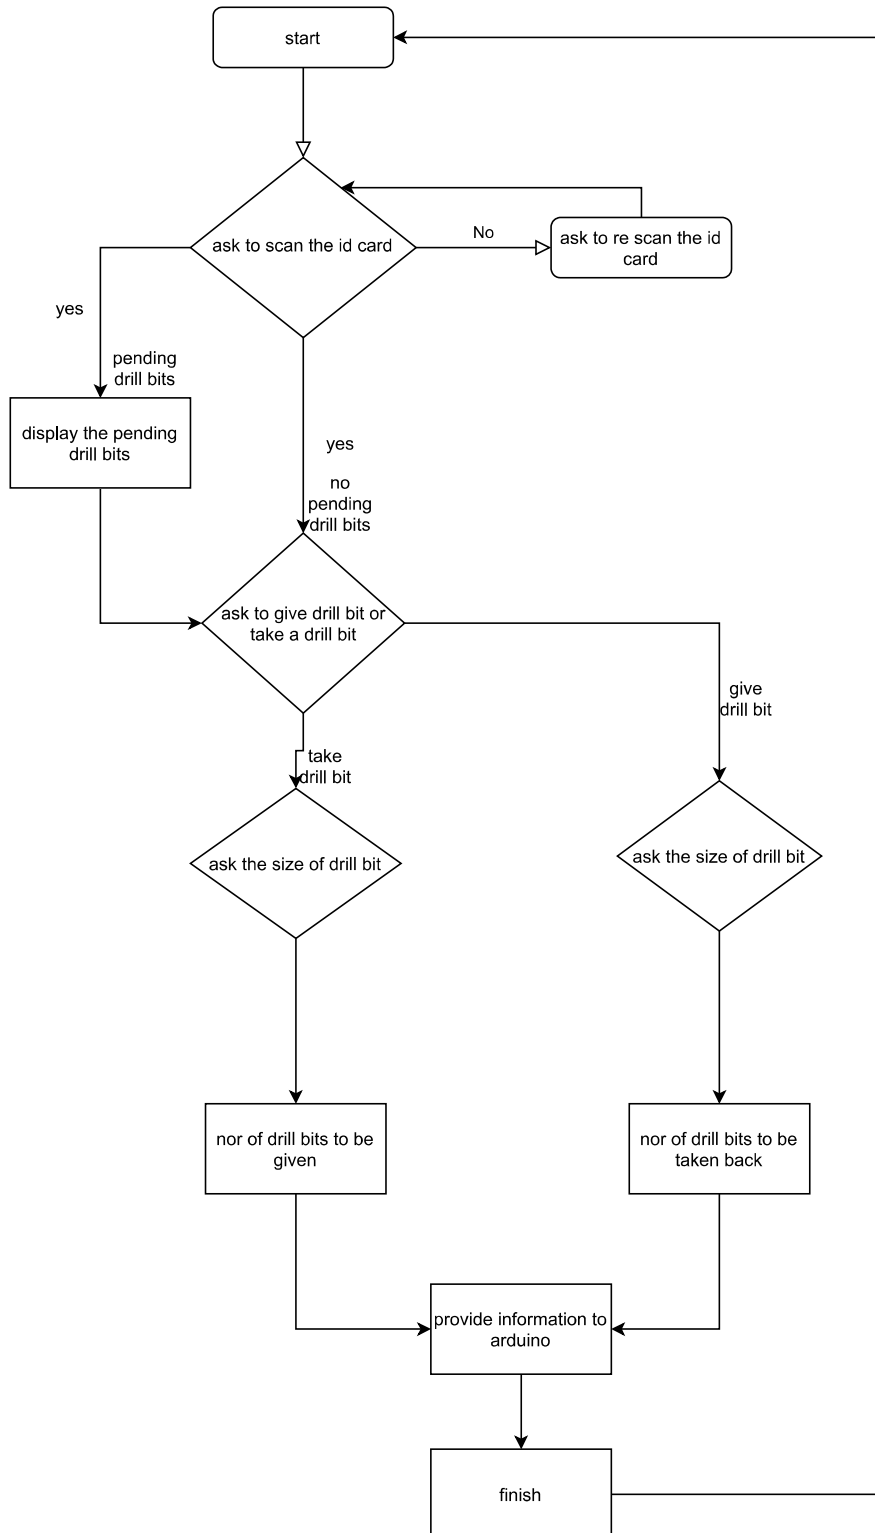 start
ask to scan the id card
No
ask to re scan the id
card
yes
pending
drill bits
display the pending
drill bits
yes
no
pending
drill bits
ask to give drill bit or
take a drill bit
give
drill bit
take
drill bit
ask the size of drill bit
ask the size of drill bit
nor of drill bits to be
given
nor of drill bits to be
taken back
provide information to
arduino
finish